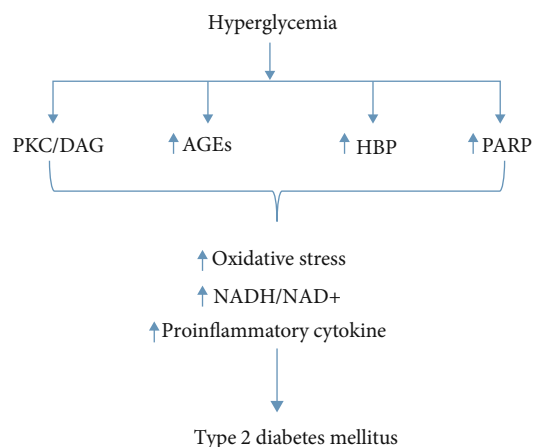 Hyperglycemia
PKC/DAG
AGEs
HBP
PARP
Oxidative stress
NADH/NAD+
Proinflammatory cytokine
Type 2 diabetes mellitus